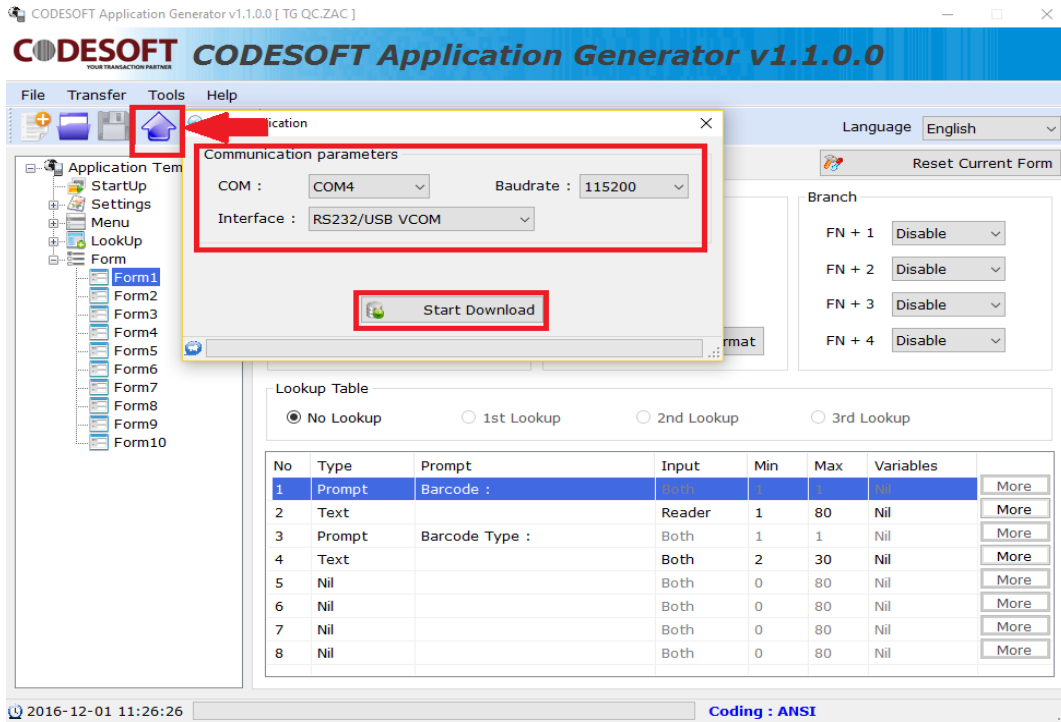 CODESOFT Application Generator v1.1.0.0 [ TG QC.ZAC ]
CODESOFT
YOUR TRANSACTION PARTNER
CODESOFT Application Generator v1.1.0.0
File Transfer Tools Help
Language English
Reset Current Form
Application Tem
StartUp
Settings
Menu
LookUp
Form
Form1
Form2
Form3
Form4
Form5
Form6
Form7
Form8
Form9
Form10
ication
Communication parameters
COM : COM4 Baudrate : 115200
Interface : RS232/USB VCOM
Start Download
mat
Branch
FN + 1 Disable
FN + 2 Disable
FN + 3 Disable
FN + 4 Disable
Lookup Table
No Lookup 1st Lookup 2nd Lookup 3rd Lookup
No Type Prompt Input Min Max Variables
1 Prompt Barcode : Both 1 1 Nil More
2 Text Reader 1 80 Nil More
3 Prompt Barcode Type : Both 1 1 Nil More
4 Text Both 2 30 Nil More
5 Nil Both 0 80 Nil More
6 Nil Both 0 80 Nil More
7 Nil Both 0 80 Nil More
8 Nil Both 0 80 Nil More
2016-12-01 11:26:26 Coding : ANSI